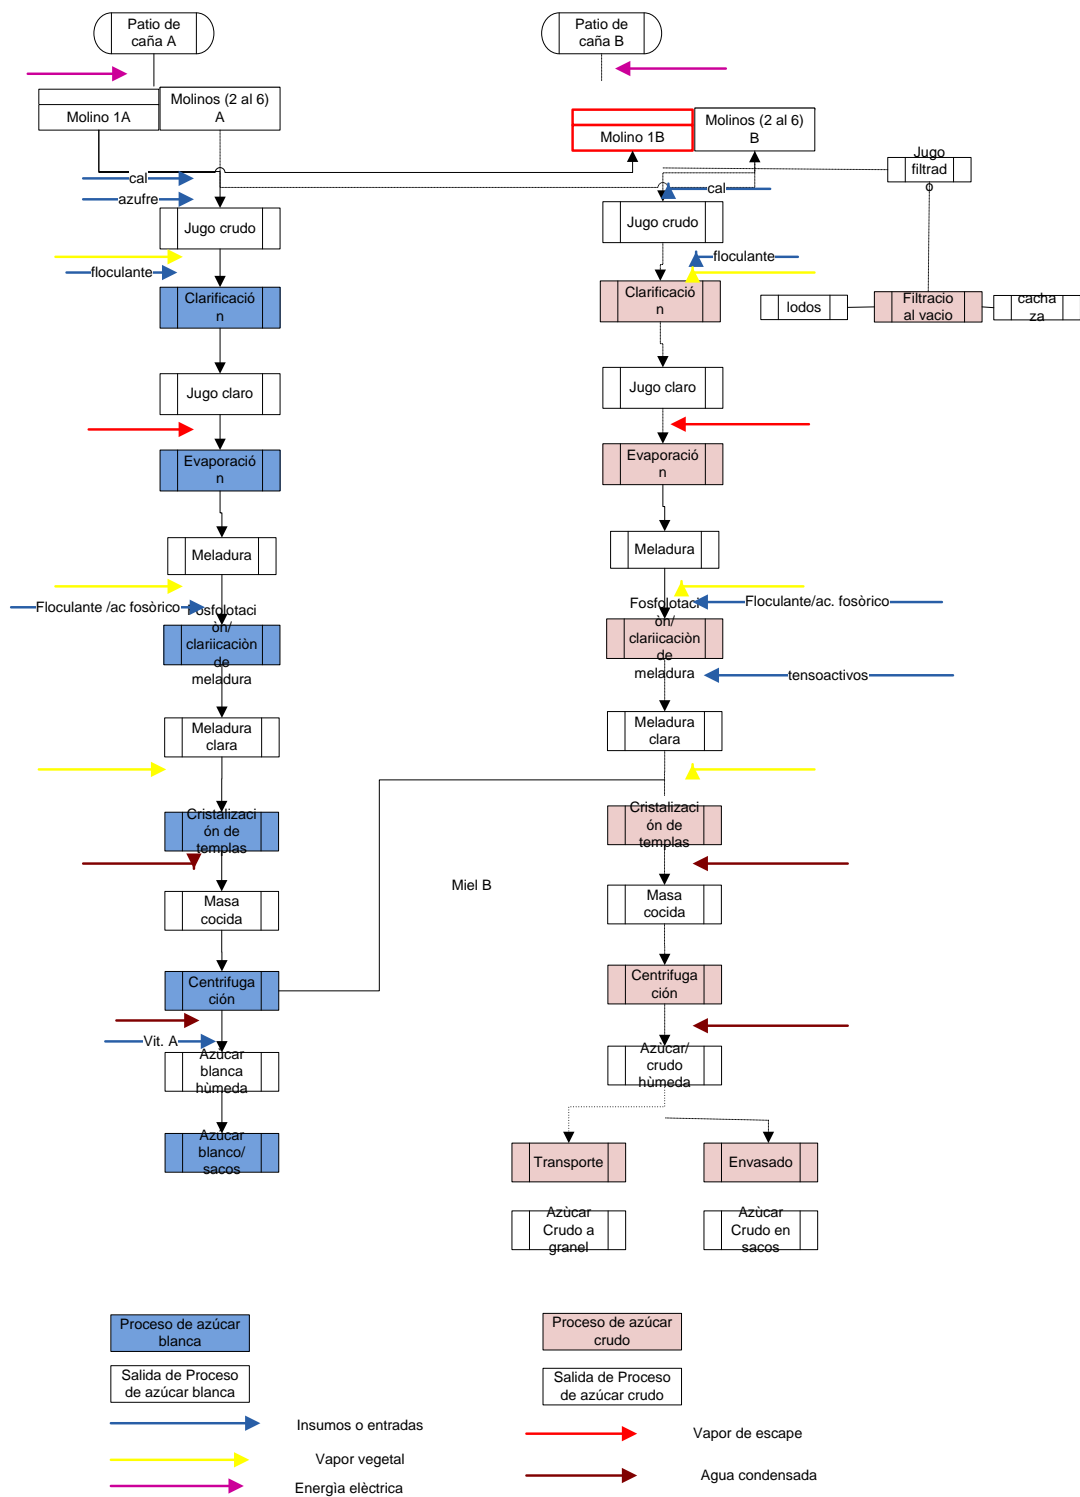 Patio de
caña A
Patio de
caña B
Molino 1A
Molinos (2 al 6)
A
Molino 1B
Molinos (2 al 6)
B
cal
azufre
cal
Jugo
filtrad
o
Jugo crudo
Jugo crudo
floculante
floculante
Clarificació
n
Clarificació
n
lodos
Filtracio
al vacio
cacha
za
Jugo claro
Jugo claro
Evaporació
n
Evaporació
n
Meladura
Meladura
Floculante /ac fosòrico
Fosfolotaci
òn/
clariicaciòn
de
meladura
Fosfolotaci
òn/
clariicaciòn
de
meladura
Floculante/ac. fosòrico
tensoactivos
Meladura
clara
Meladura
clara
Cristalizaci
ón de
templas
Cristalizaci
ón de
templas
Miel B
Masa
cocida
Masa
cocida
Centrifuga
ción
Centrifuga
ción
Vit. A
Azúcar
blanca
hùmeda
Azùcar/
crudo
hùmeda
Azúcar
blanco/
sacos
Transporte
Envasado
Azùcar
Crudo a
granel
Azùcar
Crudo en
sacos
Proceso de azúcar
blanca
Proceso de azúcar
crudo
Salida de Proceso
de azúcar blanca
Salida de Proceso
de azúcar crudo
Insumos o entradas
Vapor de escape
Vapor vegetal
Agua condensada
Energìa elèctrica